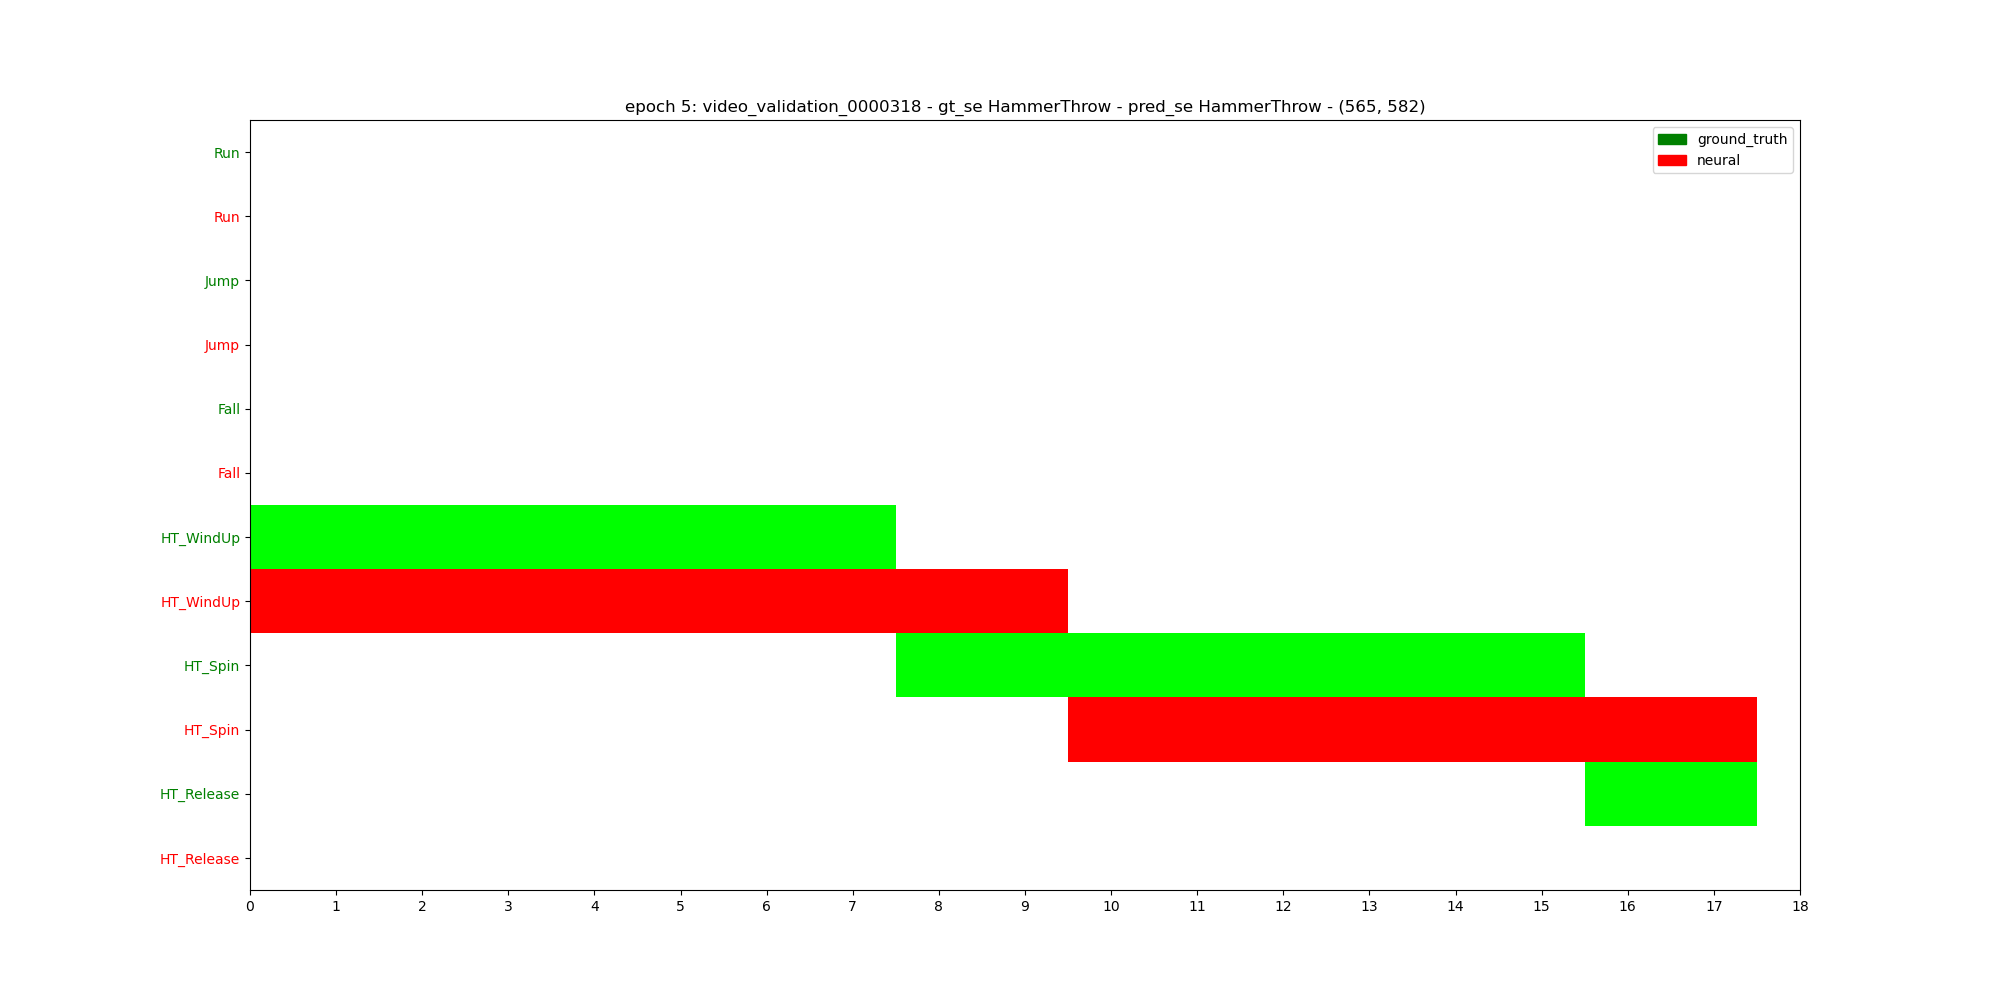 epoch 5: video_validation_0000318 - gt_se HammerThrow - pred_se HammerThrow - (565, 582)
ground_truth
neural
Run
Run
Jump
Jump
Fall
Fall
HT_WindUp
HT_WindUp
HT_Spin
HT_Spin
HT_Release
HT_Release
0 1 2 3 4 5 6 7 8 9 10 11 12 13 14 15 16 17 18